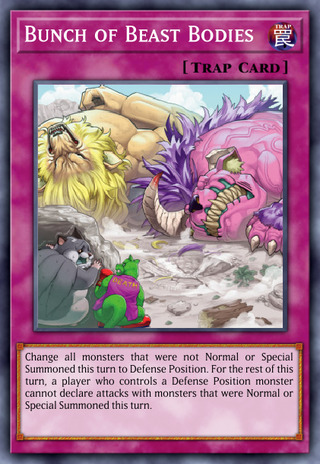 Bunch of Beast Bodies
TRAP
罠
[Trap Card]
Change all monsters that were not Normal or Special
Summoned this turn to Defense Position. For the rest of this
turn, a player who controls a Defense Position monster
cannot declare attacks with monsters that were Normal or
Special Summoned this turn.